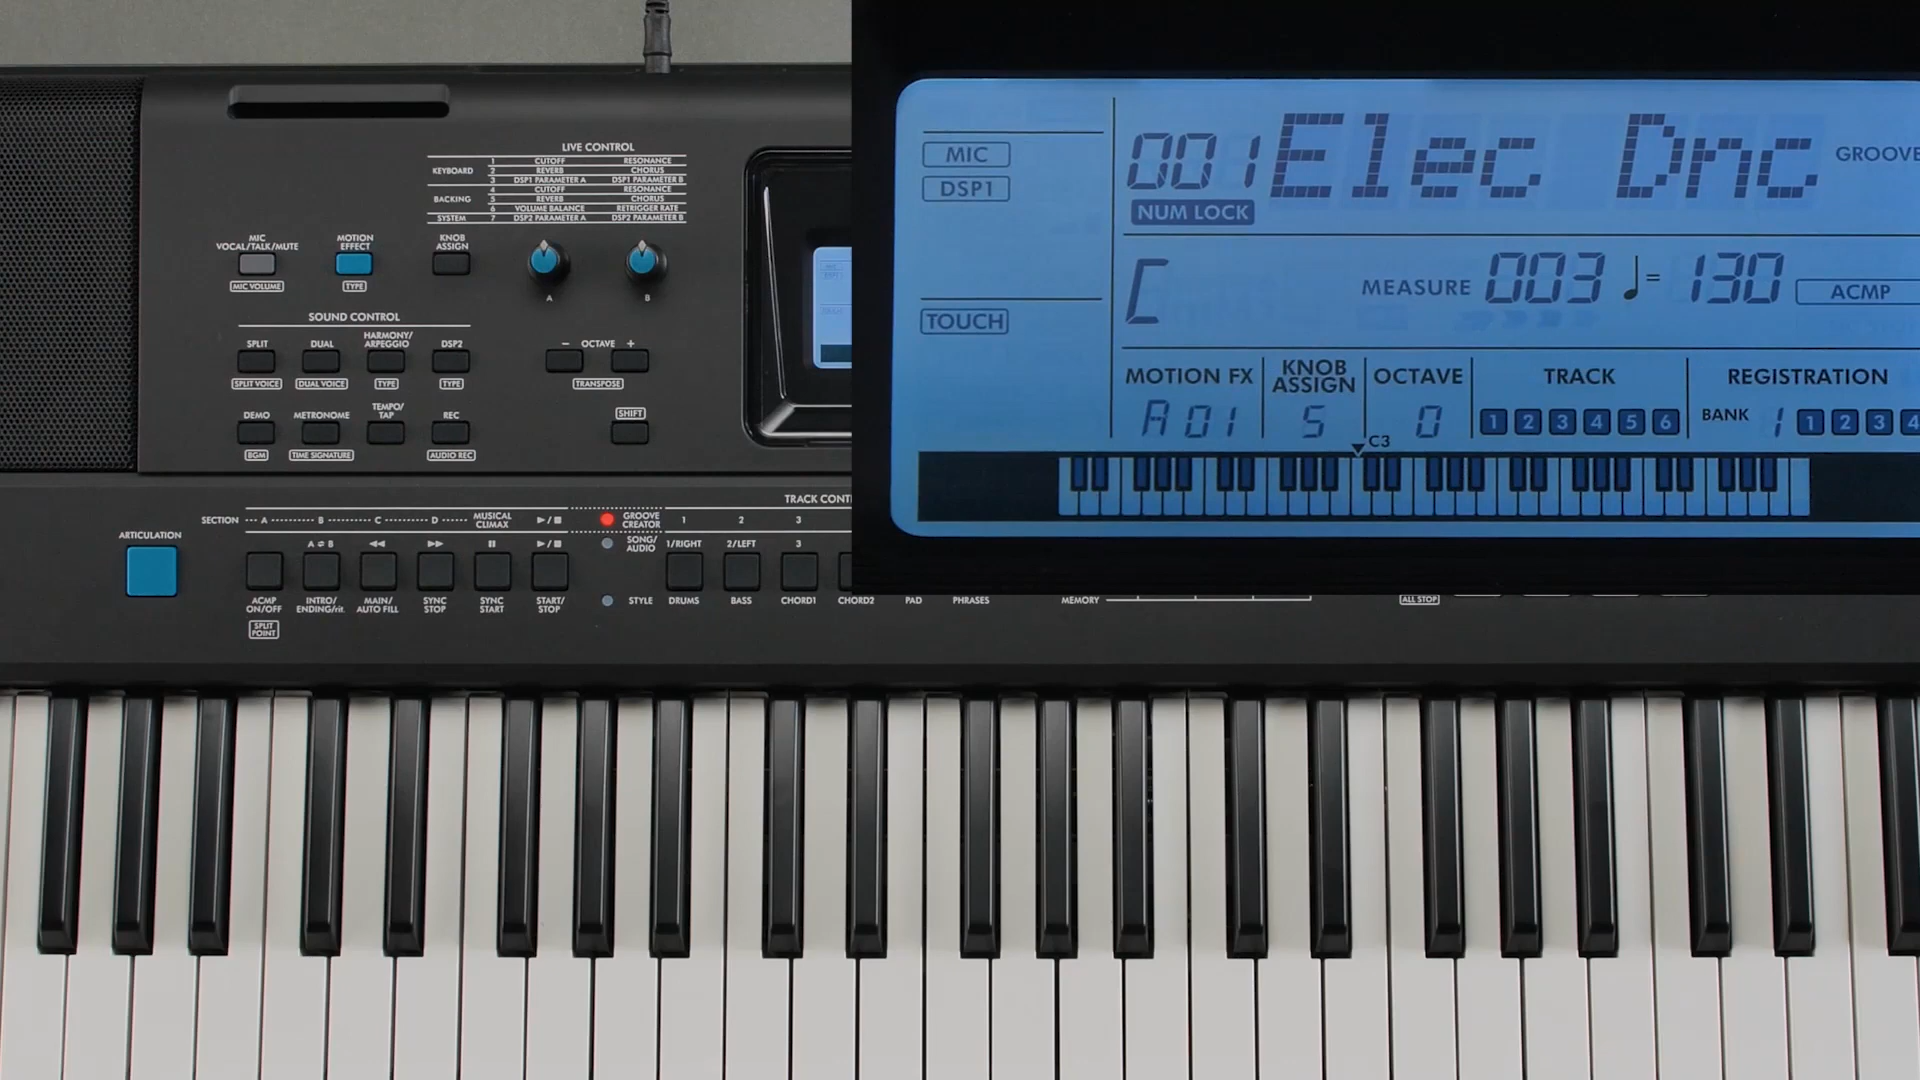 LIVE CONTROL
KEYBOARD
1 CUTOFF RESONANCE
2 REVERB CHORUS
3 DSP1 PARAMETER A DSP1 PARAMETER B
BACKING
4 CUTOFF RESONANCE
5 REVERB CHORUS
6 VOLUME BALANCE RETRIGGER RATE
SYSTEM 7 DSP2 PARAMETER A DSP2 PARAMETER B
MIC
VOCAL/TALK/MUTE
MIC VOLUME
MOTION
EFFECT
TYPE
KNOB
ASSIGN
A
B
SOUND CONTROL
SPLIT
SPLIT VOICE
DUAL
DUAL VOICE
HARMONY/
ARPEGGIO
TYPE
DSP2
TYPE
- OCTAVE +
TRANSPOSE
DEMO
BGM
METRONOME
TIME SIGNATURE
TEMPO/
TAP
REC
AUDIO REC
SHIFT
MIC
DSP1
TOUCH
001 Elec Dnc
GROOVE
NUM LOCK
C
MEASURE 003 ♩= 130
ACMP
MOTION FX
A01
KNOB
ASSIGN
5
OCTAVE
0
TRACK
1 2 3 4 5 6
REGISTRATION
BANK 1 1 2 3 4
C3
ARTICULATION
TRACK CONT
SECTION A B C D
MUSICAL
CLIMAX
▶/■
GROOVE
CREATOR
1 2 3
A⇄B ◀◀ ▶▶ ❚❚ ▶/■
SONG/
AUDIO
1/RIGHT 2/LEFT 3
ACMP
ON/OFF
SPLIT
POINT
INTRO/
ENDING/rit.
MAIN/
AUTO FILL
SYNC
STOP
SYNC
START
START/
STOP
STYLE
DRUMS BASS CHORD1 CHORD2 PAD PHRASES
MEMORY
ALL STOP